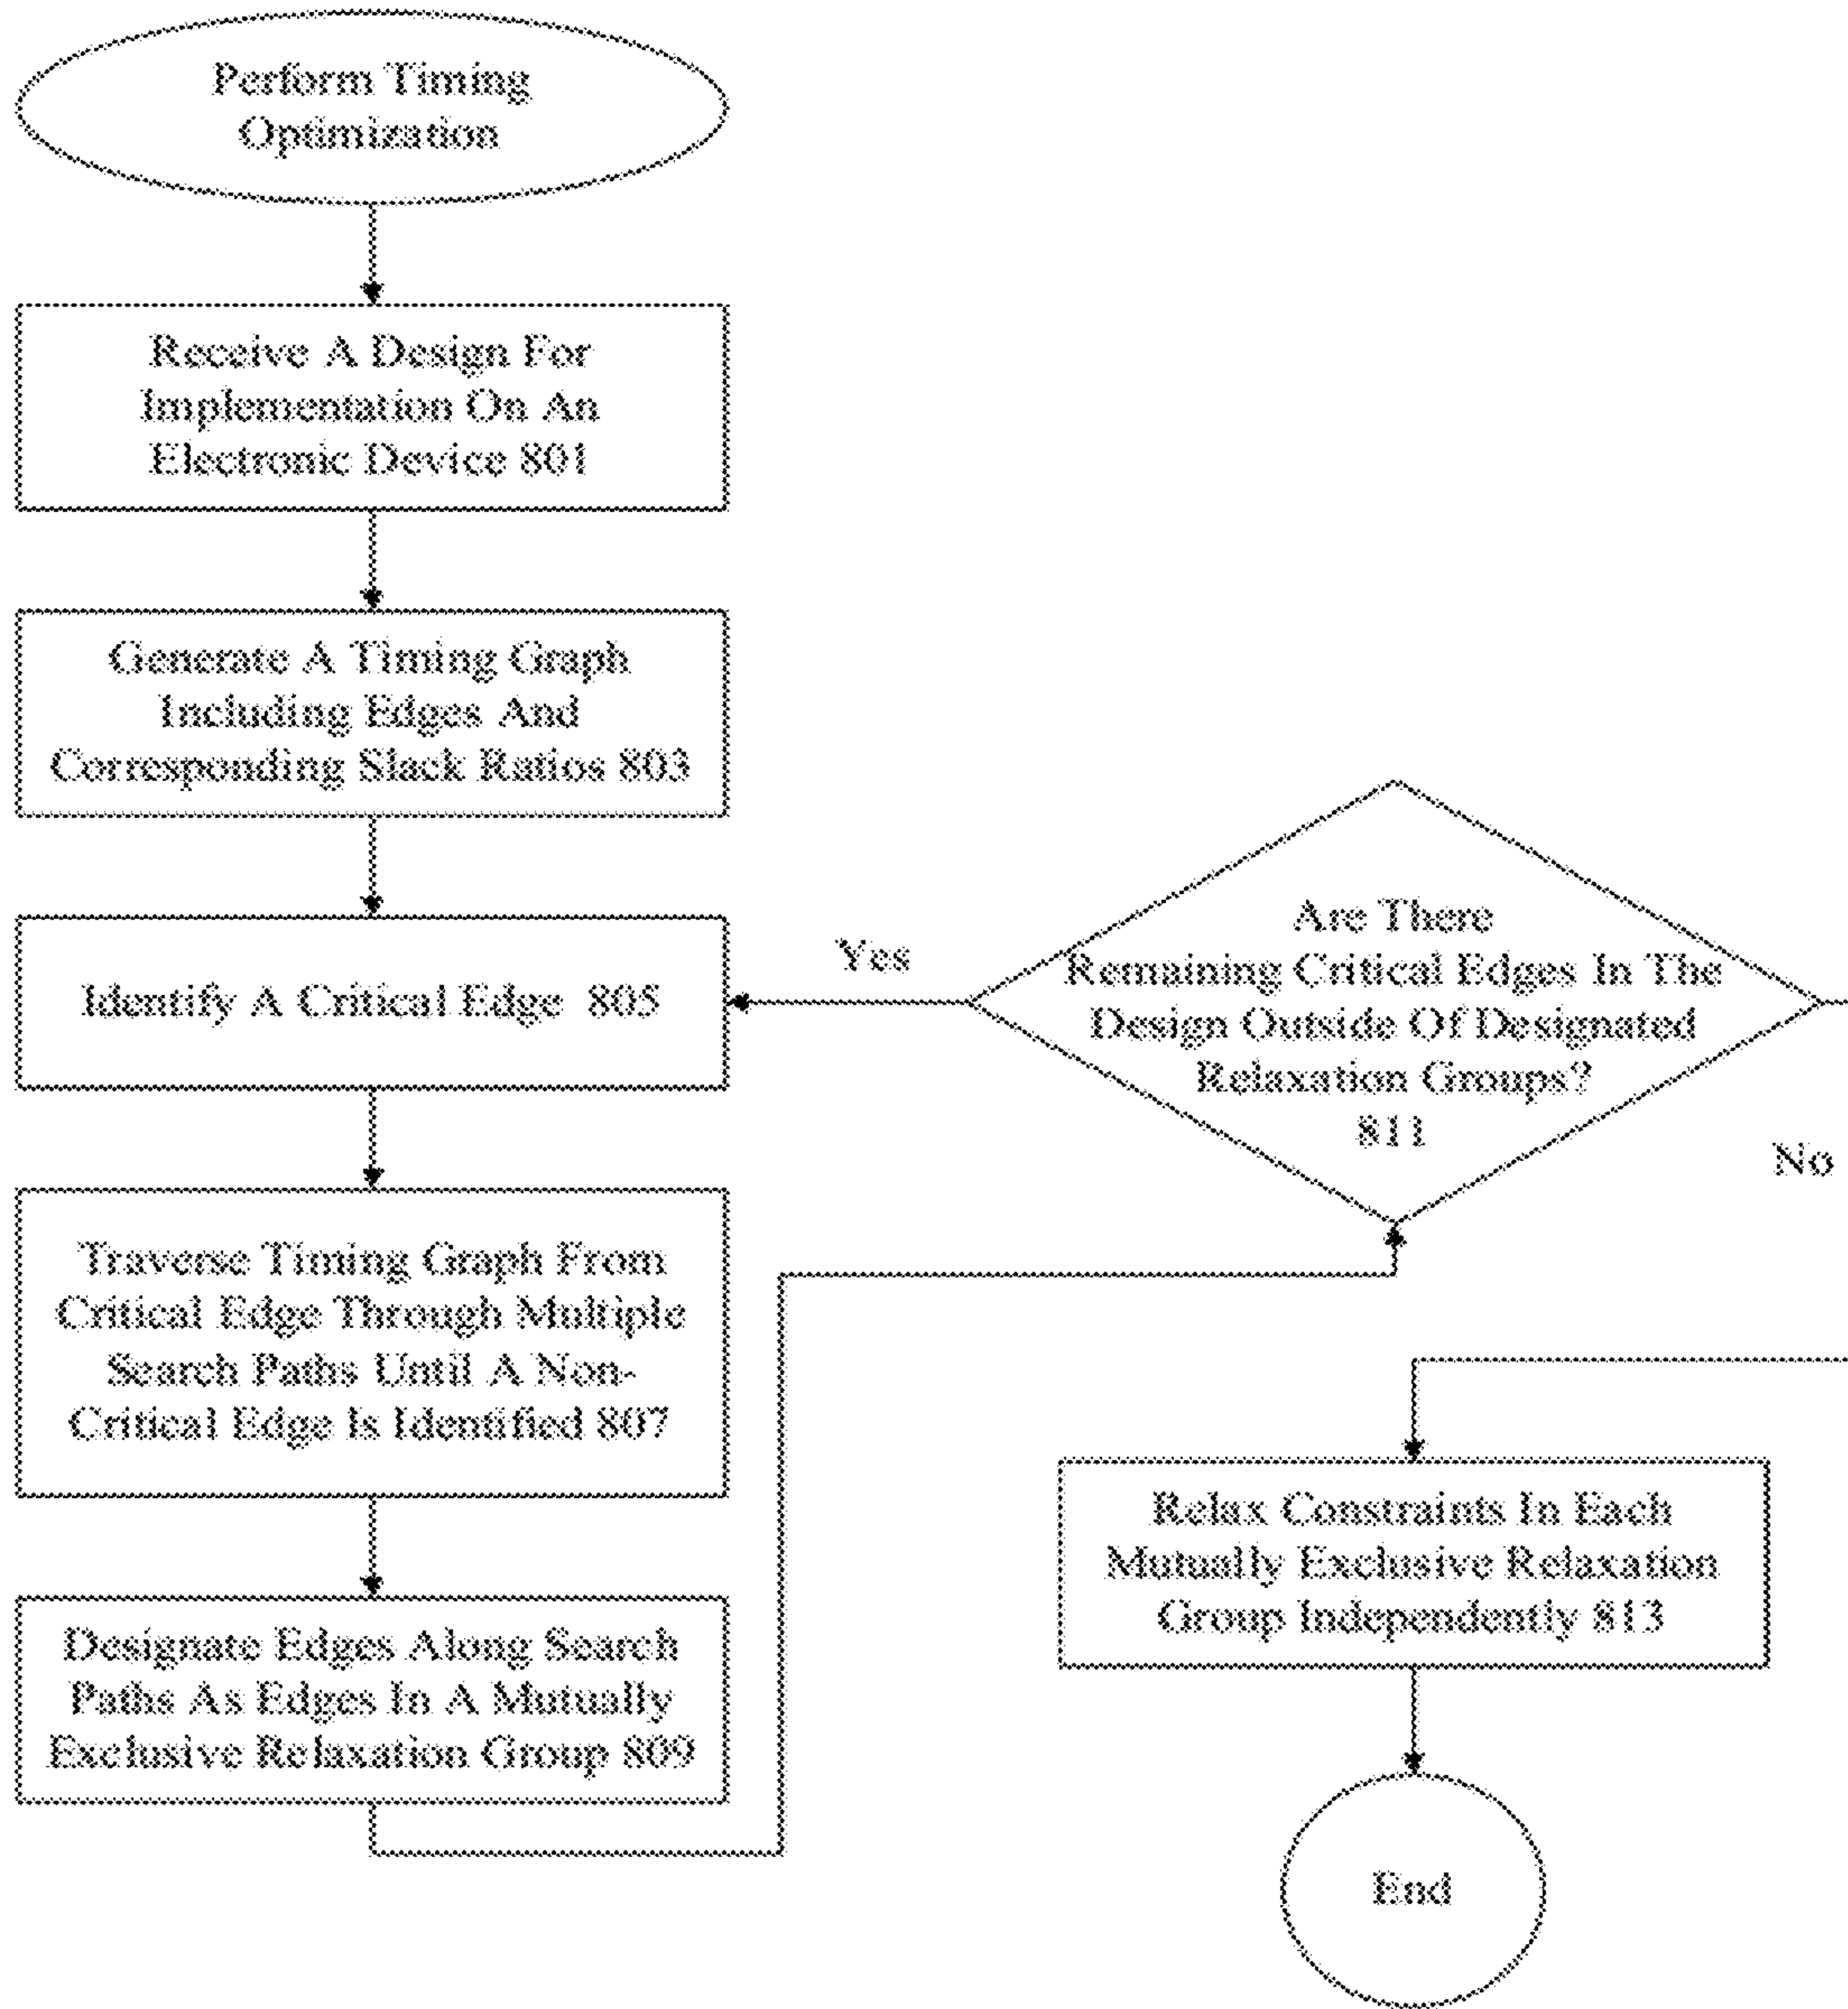 Perform Timing
Optimization
Receive A Design For
Implementation On An
Electronic Device 801
Generate A Timing Graph
Including Edges And
Corresponding Slack Ratios 803
Identify A Critical Edge 805
Traverse Timing Graph From
Critical Edge Through Multiple
Search Paths Until A Non-
Critical Edge Is Identified 807
Designate Edges Along Search
Paths As Edges In A Mutually
Exclusive Relaxation Group 809
Are There
Remaining Critical Edges In The
Design Outside Of Designated
Relaxation Groups?
811
Yes
No
Relax Constraints In Each
Mutually Exclusive Relaxation
Group Independently 813
End